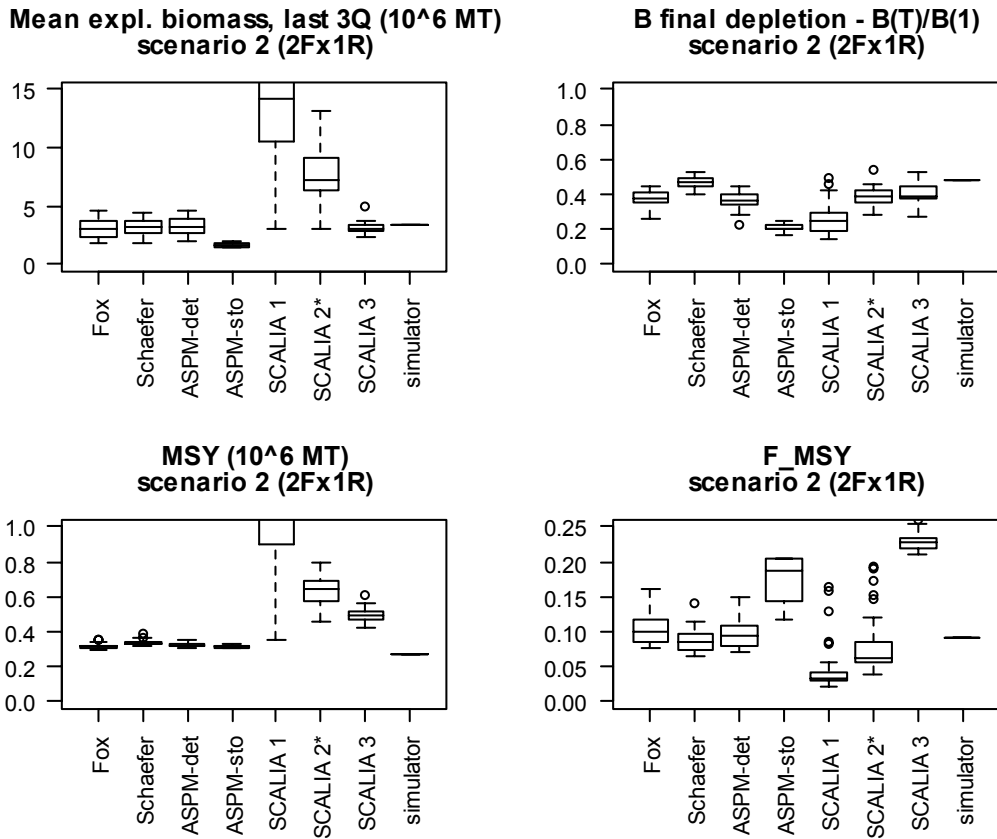 Mean expl. biomass, last 3Q (10^6 MT)
scenario 2 (2Fx1R)
15
10
5
0
Fox
Schaefer
ASPM-det
ASPM-sto
SCALIA 1
SCALIA 2*
SCALIA 3
simulator
B final depletion - B(T)/B(1)
scenario 2 (2Fx1R)
1.0
0.8
0.6
0.4
0.2
0.0
Fox
Schaefer
ASPM-det
ASPM-sto
SCALIA 1
SCALIA 2*
SCALIA 3
simulator
MSY (10^6 MT)
scenario 2 (2Fx1R)
1.0
0.8
0.6
0.4
0.2
0.0
Fox
Schaefer
ASPM-det
ASPM-sto
SCALIA 1
SCALIA 2*
SCALIA 3
simulator
F_MSY
scenario 2 (2Fx1R)
0.25
0.20
0.15
0.10
0.05
0.00
Fox
Schaefer
ASPM-det
ASPM-sto
SCALIA 1
SCALIA 2*
SCALIA 3
simulator